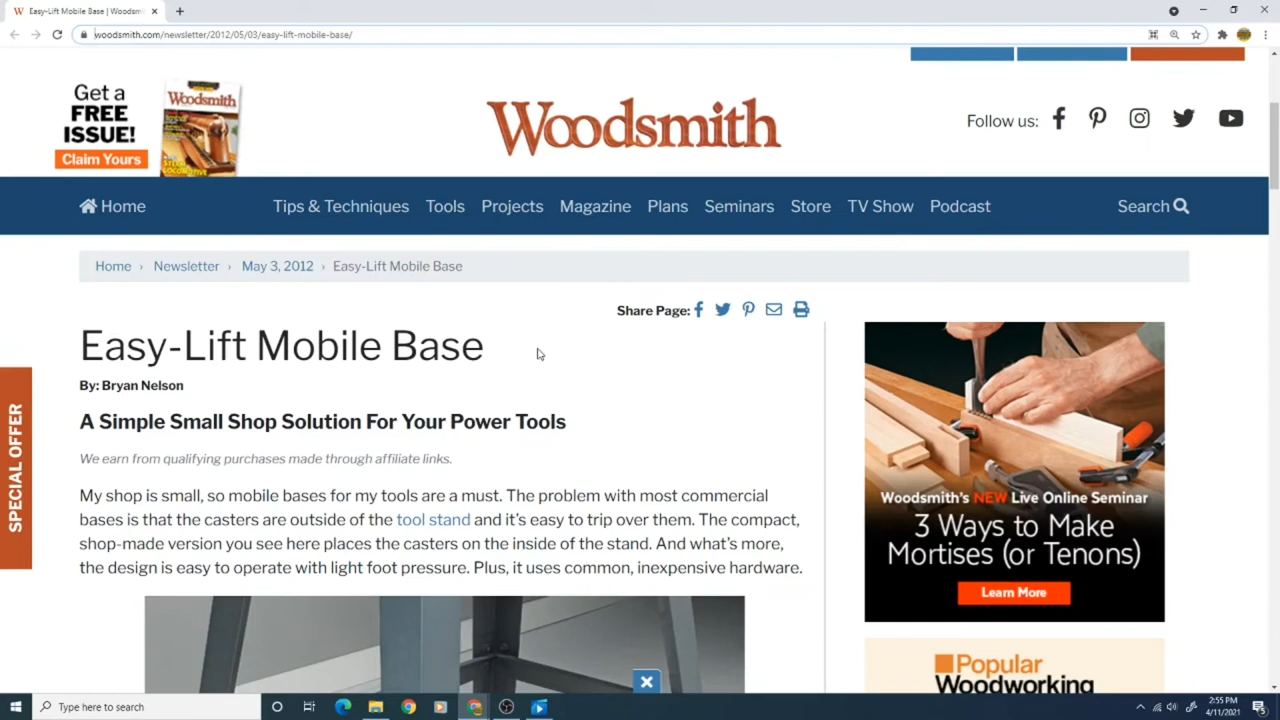 Easy-Lift Mobile Base | Woodsmi
woodsmith.com/newsletter/2012/05/03/easy-lift-mobile-base/
Get a
FREE
ISSUE!
Claim Yours
Woodsmith
Woodsmith
Follow us:
Home
Tips & Techniques
Tools
Projects
Magazine
Plans
Seminars
Store
TV Show
Podcast
Search
Home › Newsletter › May 3, 2012 › Easy-Lift Mobile Base
Share Page:
Easy-Lift Mobile Base
By: Bryan Nelson
A Simple Small Shop Solution For Your Power Tools
We earn from qualifying purchases made through affiliate links.
My shop is small, so mobile bases for my tools are a must. The problem with most commercial
bases is that the casters are outside of the tool stand and it's easy to trip over them. The compact,
shop-made version you see here places the casters on the inside of the stand. And what's more,
the design is easy to operate with light foot pressure. Plus, it uses common, inexpensive hardware.
SPECIAL OFFER
Woodsmith's NEW Live Online Seminar
3 Ways to Make
Mortises (or Tenons)
Learn More
Popular
Woodworking
Type here to search
2:55 PM
4/11/2021
5